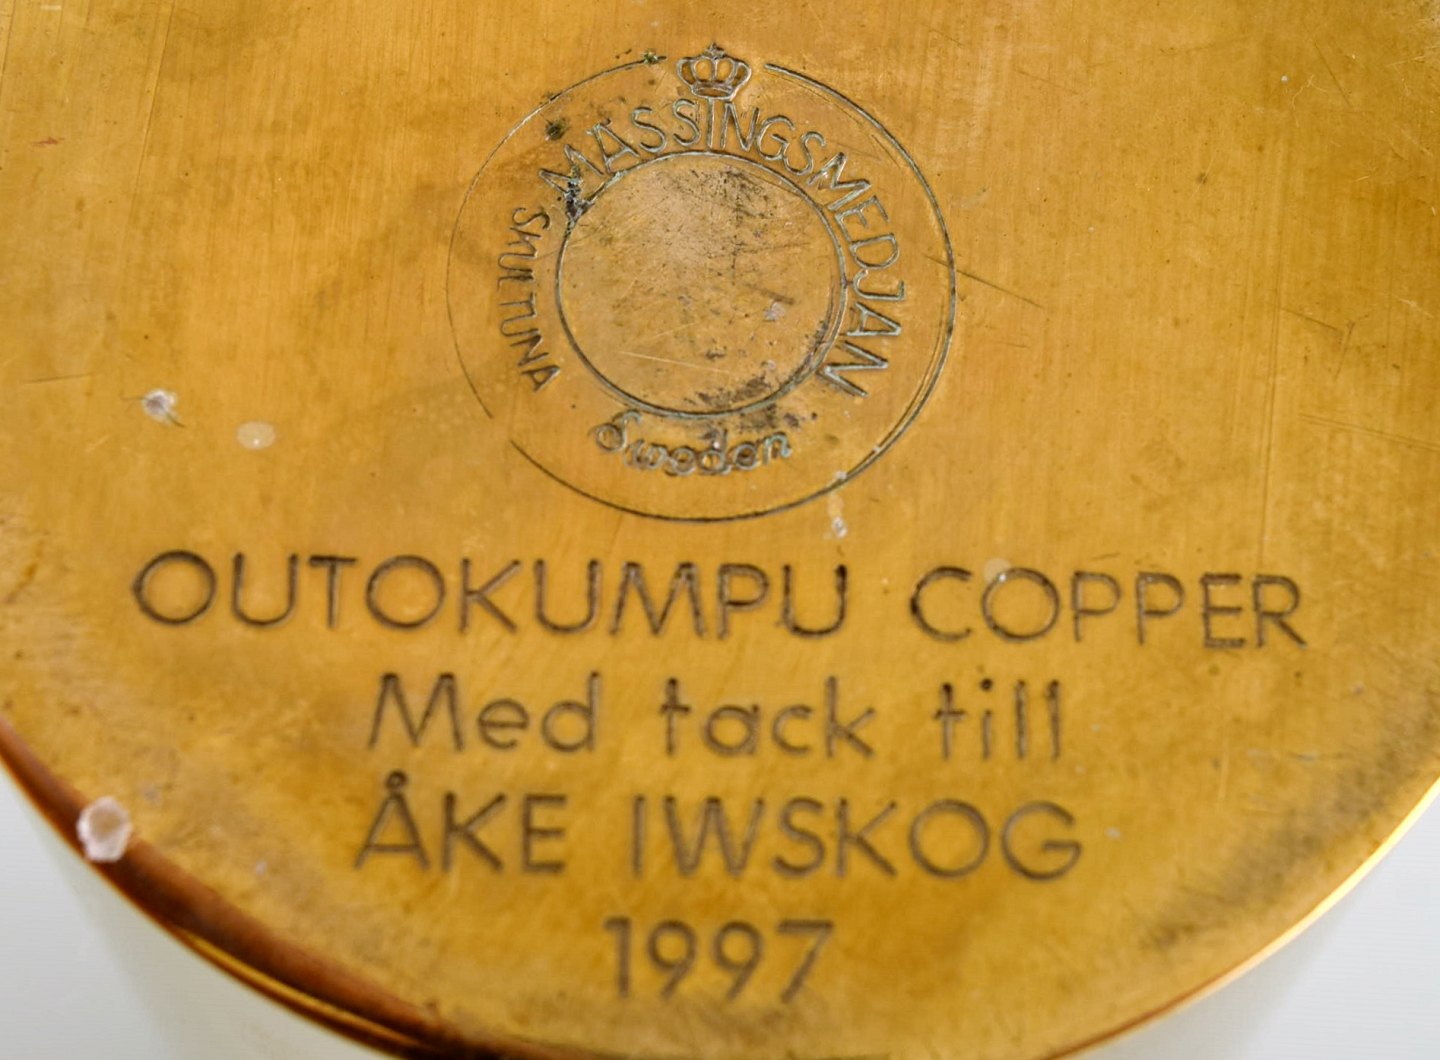 MÄSSINGSMEDJAN
SKULTUNA
Sweden
OUTOKUMPU COPPER
Med tack till
ÅKE IWSKOG
1997